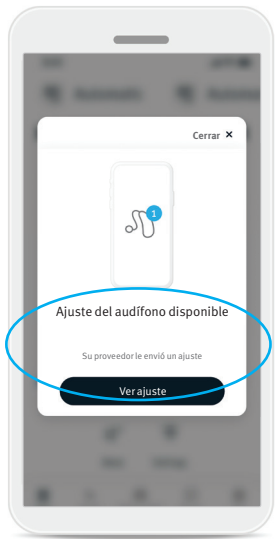 Cerrar ×
1
Ajuste del audífono disponible
Su proveedor le envió un ajuste
Ver ajuste